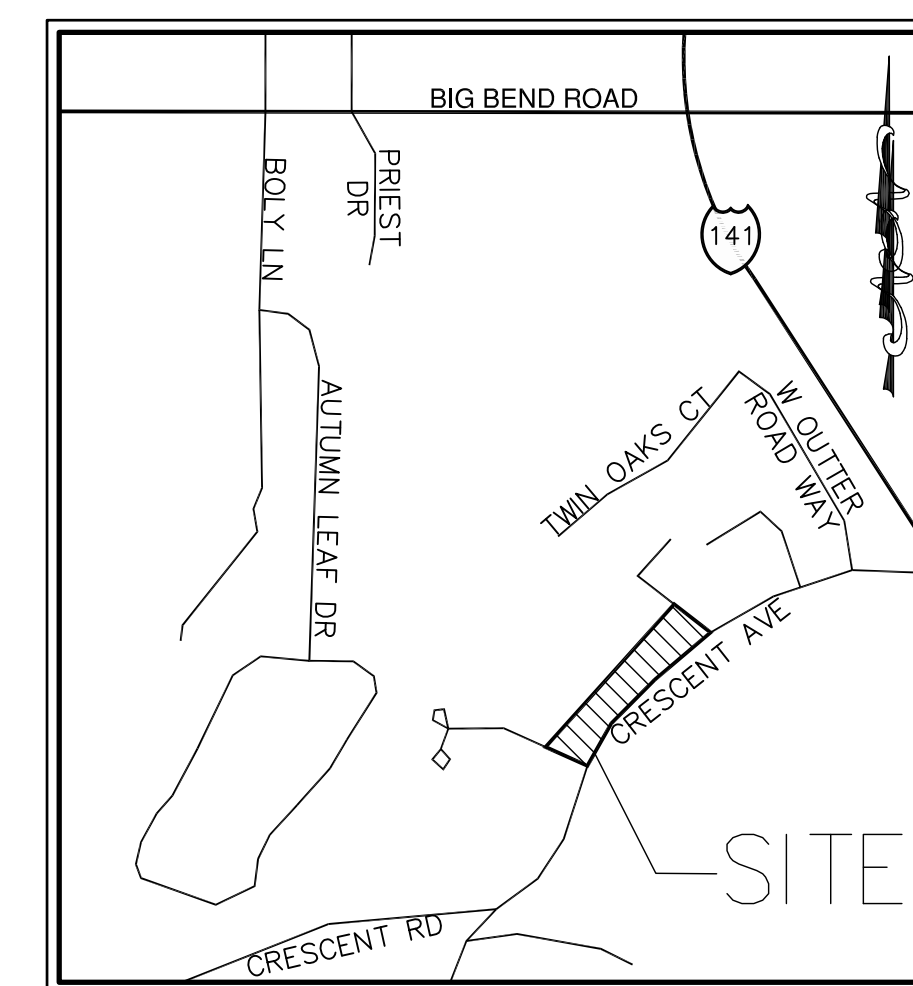 BIG BEND ROAD
BOLY LN
PRIEST
DR
141
AUTUMN LEAF DR
TWIN OAKS CT
W OUTTER
ROAD WAY
CRESCENT AVE
SITE
CRESCENT RD